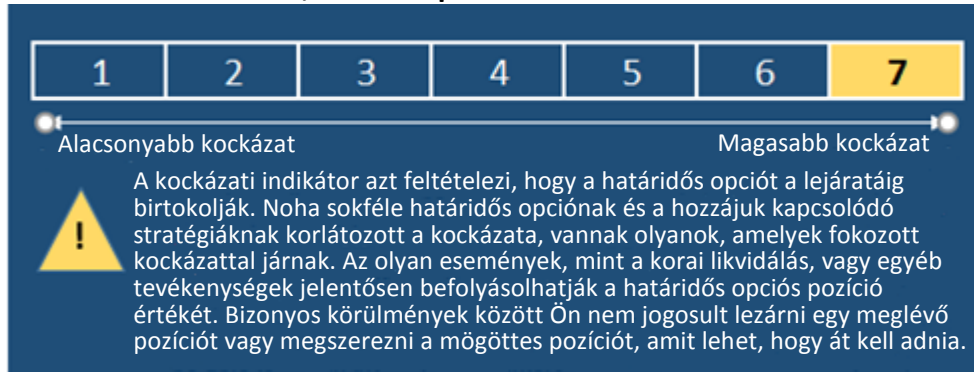 1 2 3 4 5 6 7
Alacsonyabb kockázat Magasabb kockázat
A kockázati indikátor azt feltételezi, hogy a határidős opciót a lejáratáig
birtokolják. Noha sokféle határidős opciónak és a hozzájuk kapcsolódó
stratégiáknak korlátozott a kockázata, vannak olyanok, amelyek fokozott
kockázattal járnak. Az olyan események, mint a korai likvidálás, vagy egyéb
tevékenységek jelentősen befolyásolhatják a határidős opciós pozíció
értékét. Bizonyos körülmények között Ön nem jogosult lezárni egy meglévő
pozíciót vagy megszerezni a mögöttes pozíciót, amit lehet, hogy át kell adnia.
!